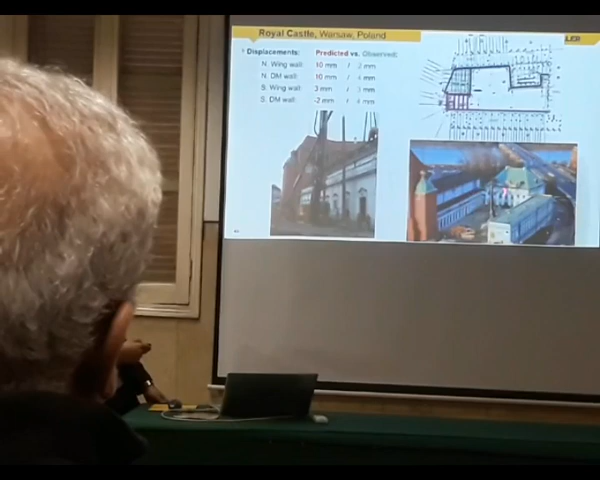 Royal Castle, Warsaw, Poland
Displacements: Predicted vs. Observed:
N. Wing wall: 10 mm / 2 mm
N. DM wall: 10 mm / 4 mm
S. Wing wall: 3 mm / 3 mm
S. DM wall: -2 mm / 4 mm